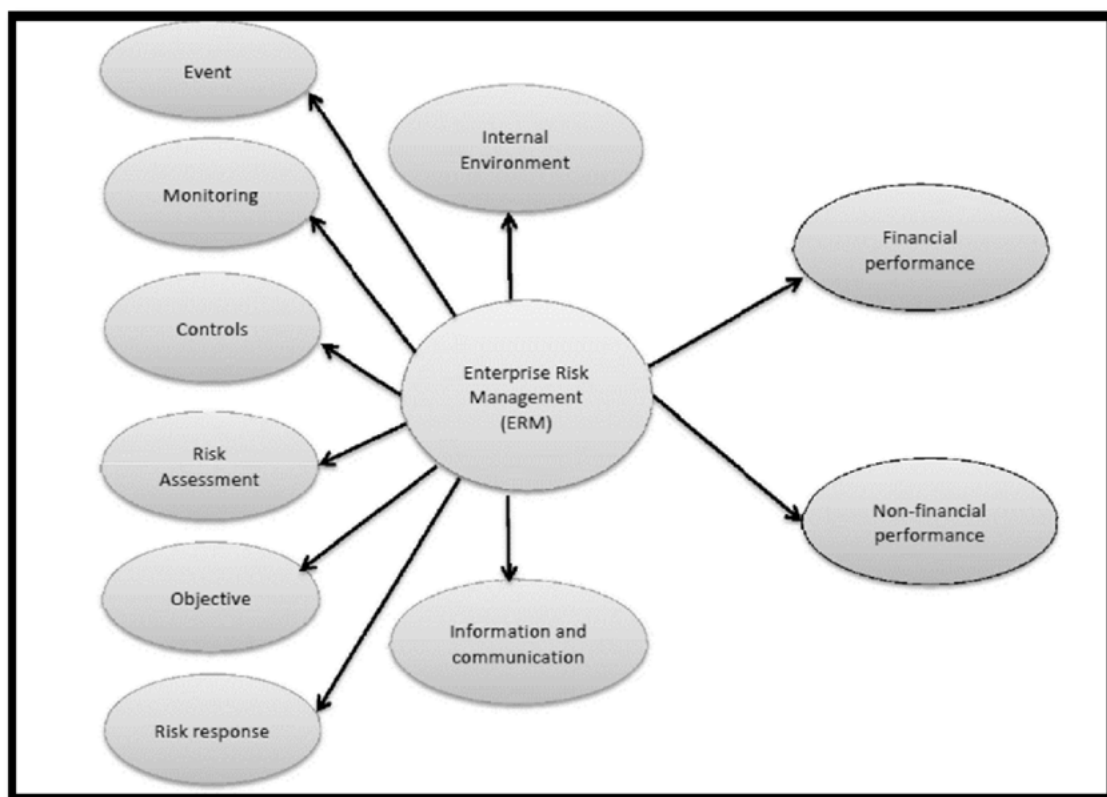 Event
Internal
Environment
Monitoring
Financial
performance
Controls
Enterprise Risk
Management
(ERM)
Risk
Assessment
Non-financial
performance
Objective
Information and
communication
Risk response